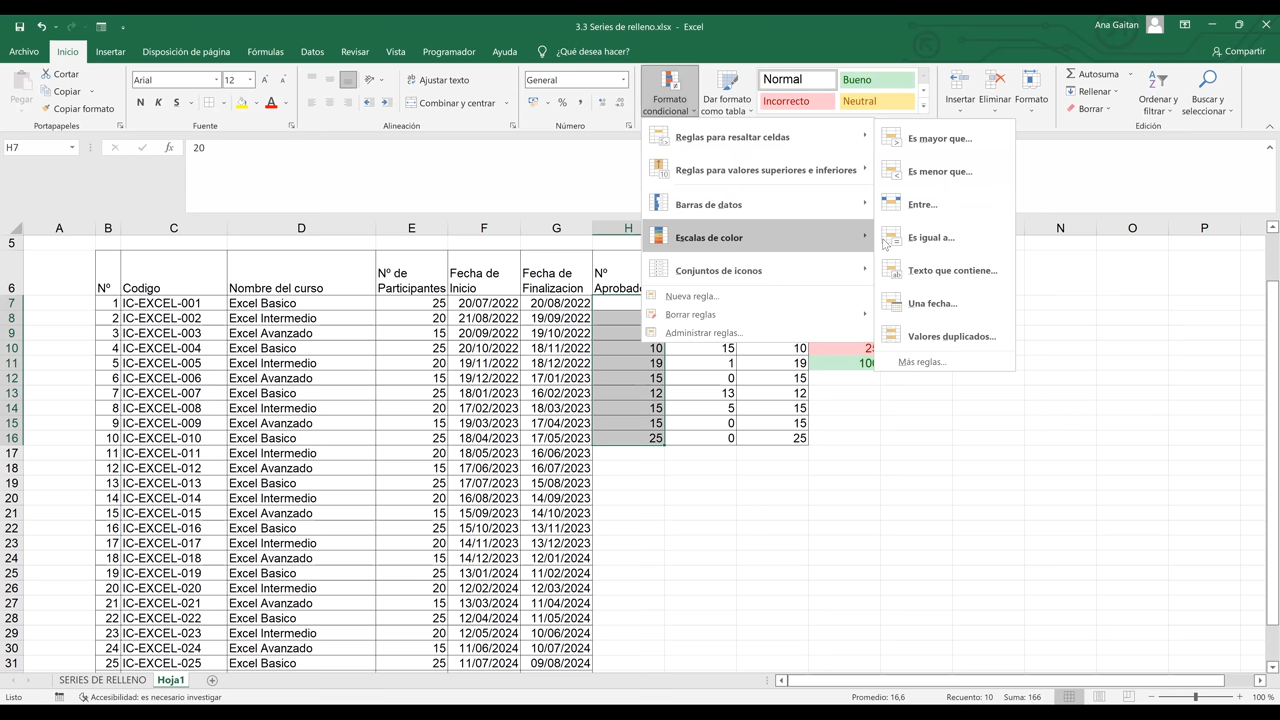 3.3 Series de relleno.xlsx - Excel
Ana Gaitan
Archivo Inicio Insertar Disposición de página Fórmulas Datos Revisar Vista Programador Ayuda ¿Qué desea hacer? Compartir
Pegar
Cortar
Copiar
Copiar formato
Portapapeles
Arial 12
N K S
Fuente
Ajustar texto
Combinar y centrar
Alineación
General
% 
Número
Formato condicional
Dar formato como tabla
Normal Bueno
Incorrecto Neutral
Insertar Eliminar Formato
Autosuma
Rellenar
Borrar
Ordenar y filtrar
Buscar y seleccionar
Edición
H7 fx 20
Reglas para resaltar celdas
Reglas para valores superiores e inferiores
Barras de datos
Escalas de color
Conjuntos de iconos
Nueva regla...
Borrar reglas
Administrar reglas...
Es mayor que...
Es menor que...
Entre...
Es igual a...
Texto que contiene...
Una fecha...
Valores duplicados...
Más reglas...
A B C D E F G H N O P
5
6 Nº Codigo Nombre del curso Nº de Participantes Fecha de Inicio Fecha de Finalizacion Nº
7 1 IC-EXCEL-001 Excel Basico 25 20/07/2022 20/08/2022
8 2 IC-EXCEL-002 Excel Intermedio 20 21/08/2022 19/09/2022
9 3 IC-EXCEL-003 Excel Avanzado 15 20/09/2022 19/10/2022
10 4 IC-EXCEL-004 Excel Basico 25 20/10/2022 18/11/2022 10 15 10
11 5 IC-EXCEL-005 Excel Intermedio 20 19/11/2022 18/12/2022 19 1 19
12 6 IC-EXCEL-006 Excel Avanzado 15 19/12/2022 17/01/2023 15 0 15
13 7 IC-EXCEL-007 Excel Basico 25 18/01/2023 16/02/2023 12 13 12
14 8 IC-EXCEL-008 Excel Intermedio 20 17/02/2023 18/03/2023 15 5 15
15 9 IC-EXCEL-009 Excel Avanzado 15 19/03/2023 17/04/2023 15 0 15
16 10 IC-EXCEL-010 Excel Basico 25 18/04/2023 17/05/2023 25 0 25
17 11 IC-EXCEL-011 Excel Intermedio 20 18/05/2023 16/06/2023
18 12 IC-EXCEL-012 Excel Avanzado 15 17/06/2023 16/07/2023
19 13 IC-EXCEL-013 Excel Basico 25 17/07/2023 15/08/2023
20 14 IC-EXCEL-014 Excel Intermedio 20 16/08/2023 14/09/2023
21 15 IC-EXCEL-015 Excel Avanzado 15 15/09/2023 14/10/2023
22 16 IC-EXCEL-016 Excel Basico 25 15/10/2023 13/11/2023
23 17 IC-EXCEL-017 Excel Intermedio 20 14/11/2023 13/12/2023
24 18 IC-EXCEL-018 Excel Avanzado 15 14/12/2023 12/01/2024
25 19 IC-EXCEL-019 Excel Basico 25 13/01/2024 11/02/2024
26 20 IC-EXCEL-020 Excel Intermedio 20 12/02/2024 12/03/2024
27 21 IC-EXCEL-021 Excel Avanzado 15 13/03/2024 11/04/2024
28 22 IC-EXCEL-022 Excel Basico 25 12/04/2024 11/05/2024
29 23 IC-EXCEL-023 Excel Intermedio 20 12/05/2024 10/06/2024
30 24 IC-EXCEL-024 Excel Avanzado 15 11/06/2024 10/07/2024
31 25 IC-EXCEL-025 Excel Basico 25 11/07/2024 09/08/2024
SERIES DE RELLENO Hoja1
Listo Accesibilidad: es necesario investigar Promedio: 16,6 Recuento: 10 Suma: 166 100 %